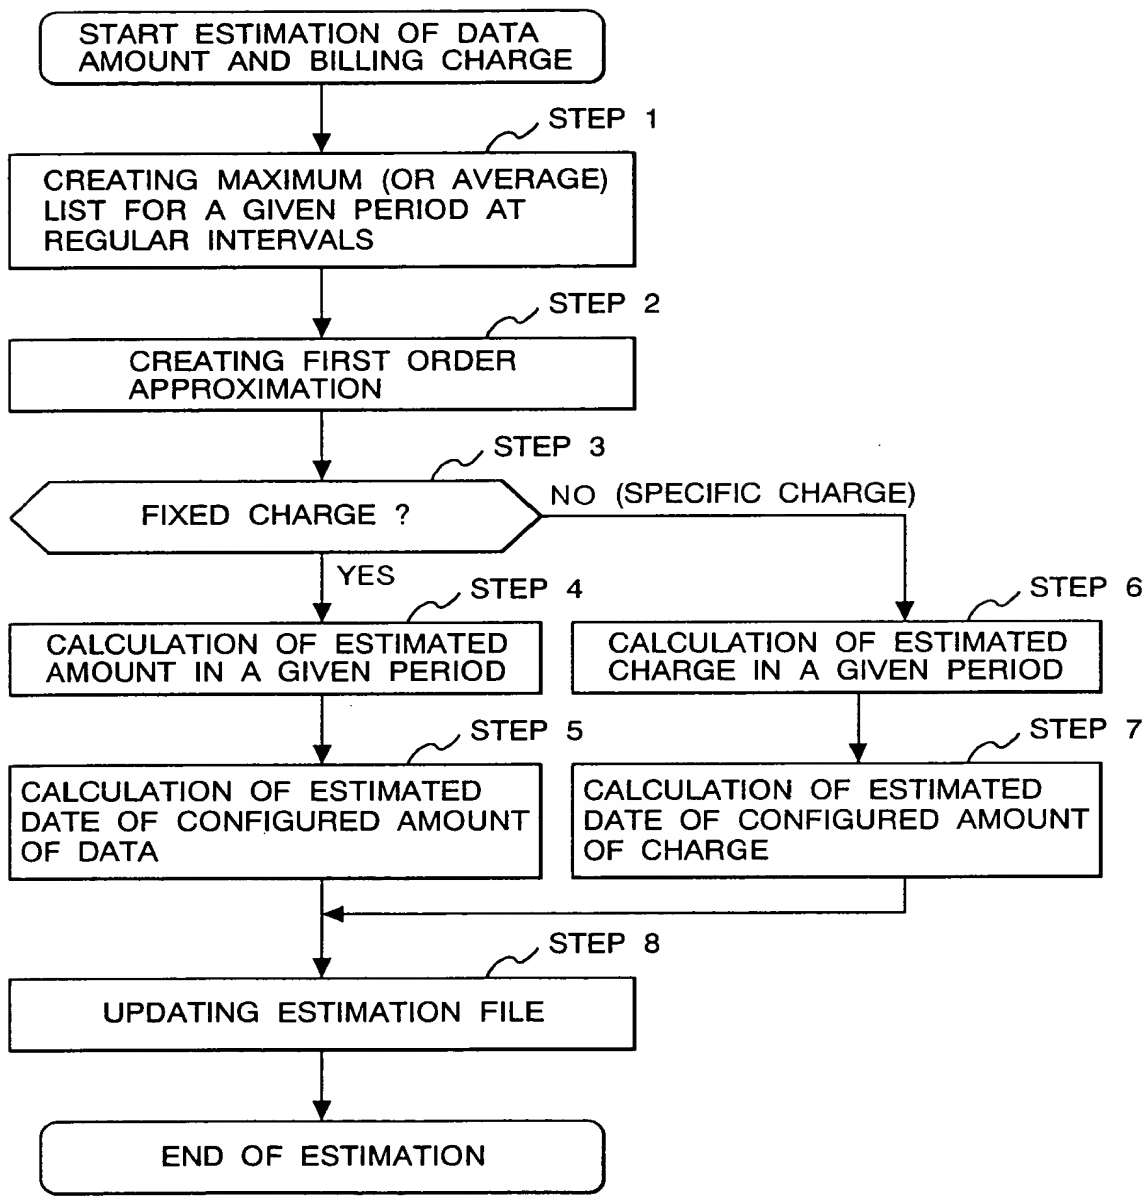 START ESTIMATION OF DATA
AMOUNT AND BILLING CHARGE
STEP 1
CREATING MAXIMUM (OR AVERAGE)
LIST FOR A GIVEN PERIOD AT
REGULAR INTERVALS
STEP 2
CREATING FIRST ORDER
APPROXIMATION
STEP 3
FIXED CHARGE ?
NO (SPECIFIC CHARGE)
YES
STEP 4
CALCULATION OF ESTIMATED
AMOUNT IN A GIVEN PERIOD
STEP 6
CALCULATION OF ESTIMATED
CHARGE IN A GIVEN PERIOD
STEP 5
CALCULATION OF ESTIMATED
DATE OF CONFIGURED AMOUNT
OF DATA
STEP 7
CALCULATION OF ESTIMATED
DATE OF CONFIGURED AMOUNT
OF CHARGE
STEP 8
UPDATING ESTIMATION FILE
END OF ESTIMATION